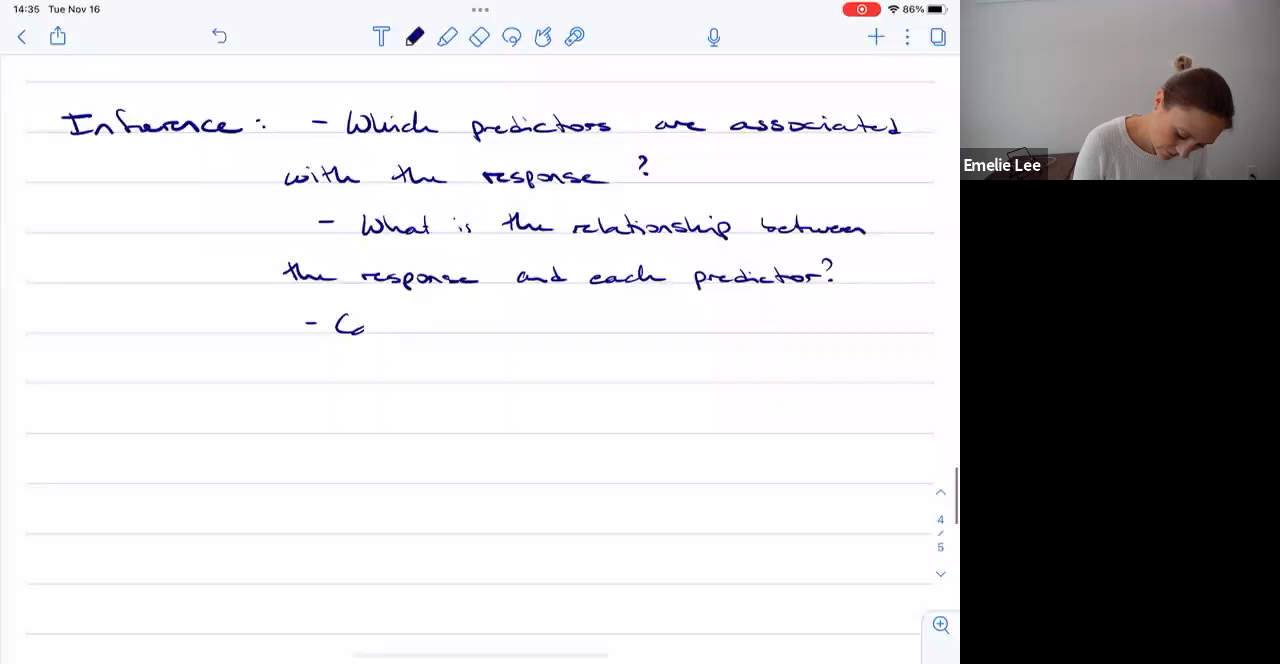 14:35 Tue Nov 16
86%
Inference: - Which predictors are associated
with the response ?
- What is the relationship between
the response and each predictor?
- Ca
4
/
5
Emelie Lee